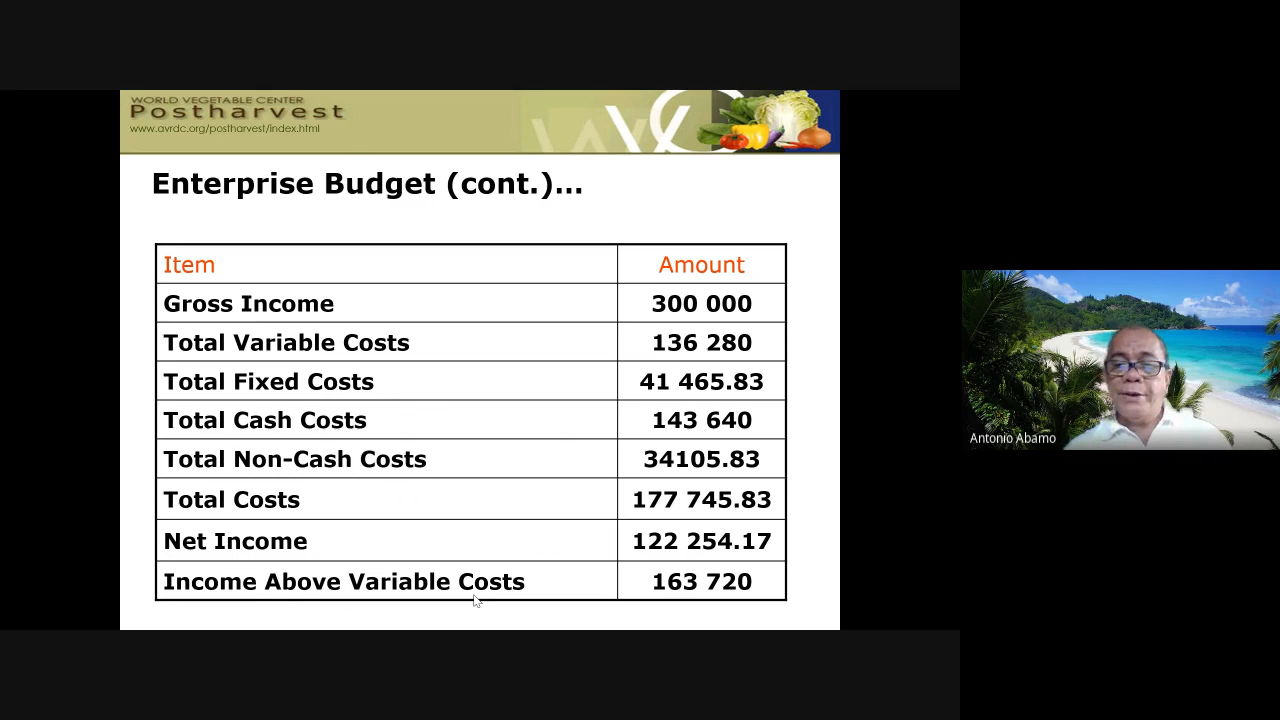 WORLD VEGETABLE CENTER
Postharvest
www.avrdc.org/postharvest/index.html
Enterprise Budget (cont.)...
Item Amount
Gross Income 300 000
Total Variable Costs 136 280
Total Fixed Costs 41 465.83
Total Cash Costs 143 640
Total Non-Cash Costs 34105.83
Total Costs 177 745.83
Net Income 122 254.17
Income Above Variable Costs 163 720
Antonio Abamo